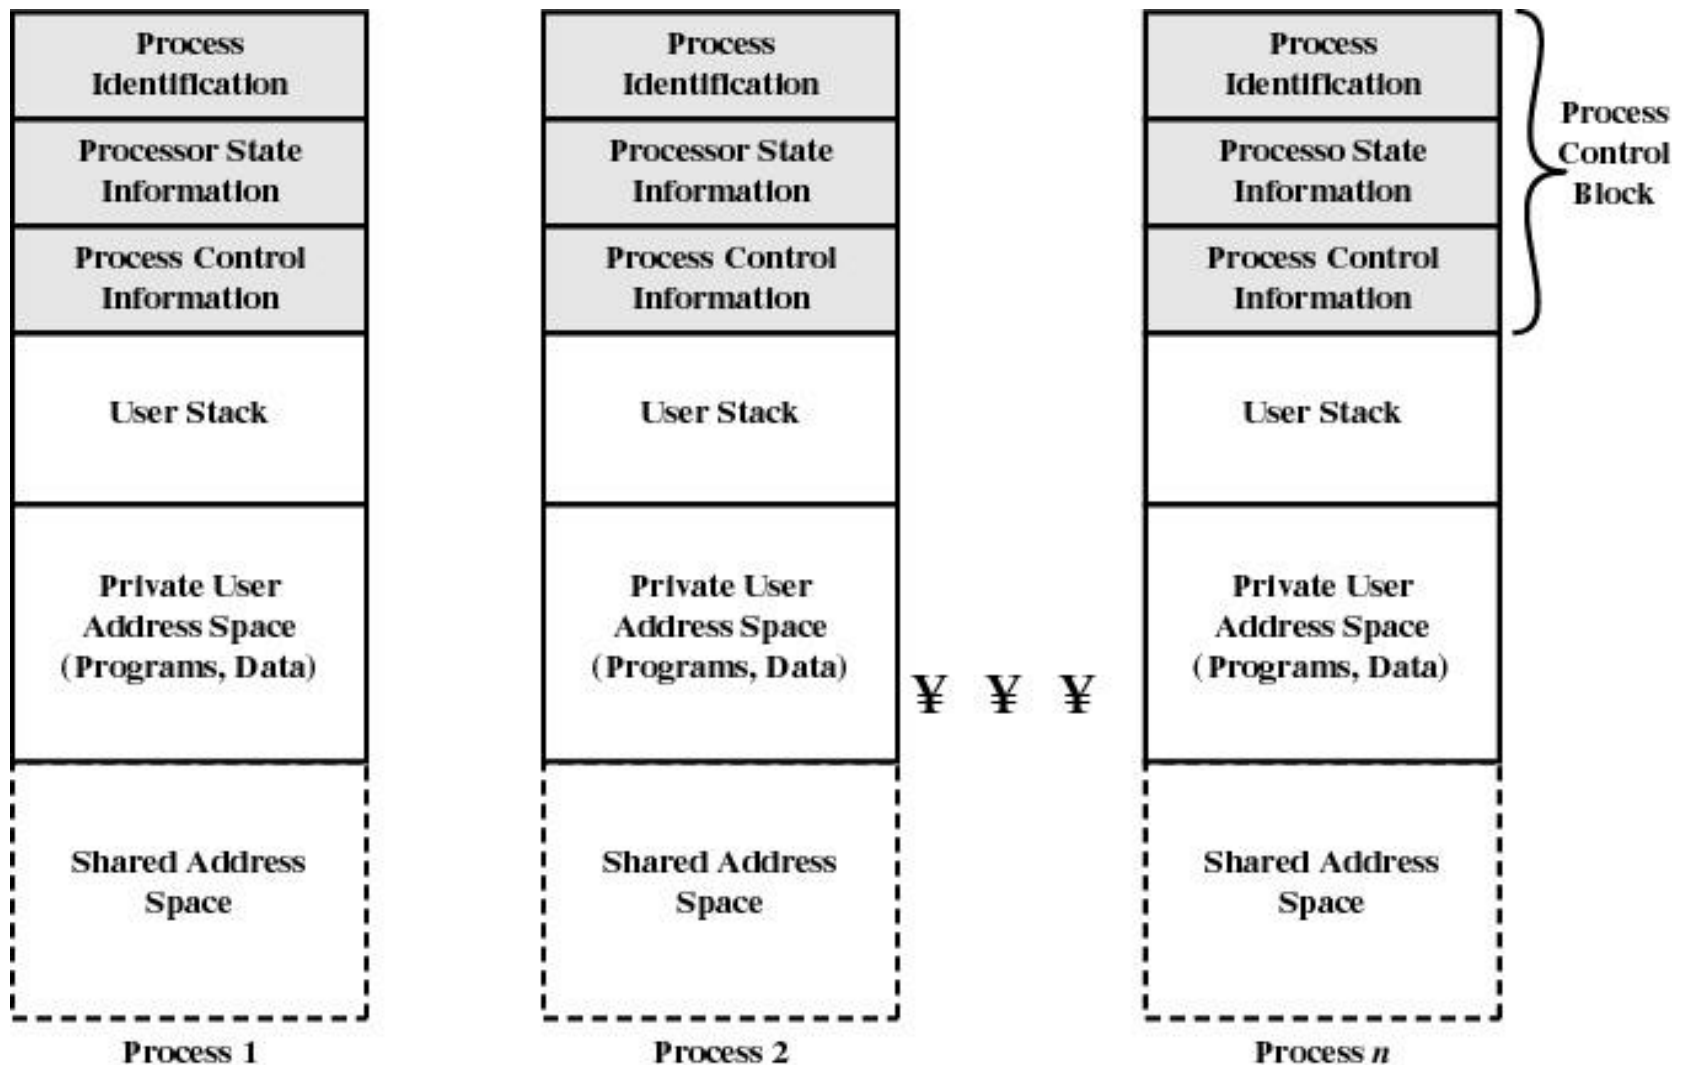 Process
Identification
Processor State
Information
Process Control
Information
User Stack
Private User
Address Space
(Programs, Data)
Shared Address
Space
Process 1
Process
Identification
Processor State
Information
Process Control
Information
User Stack
Private User
Address Space
(Programs, Data)
Shared Address
Space
Process 2
¥ ¥ ¥
Process
Identification
Processo State
Information
Process Control
Information
User Stack
Private User
Address Space
(Programs, Data)
Shared Address
Space
Process n
Process
Control
Block